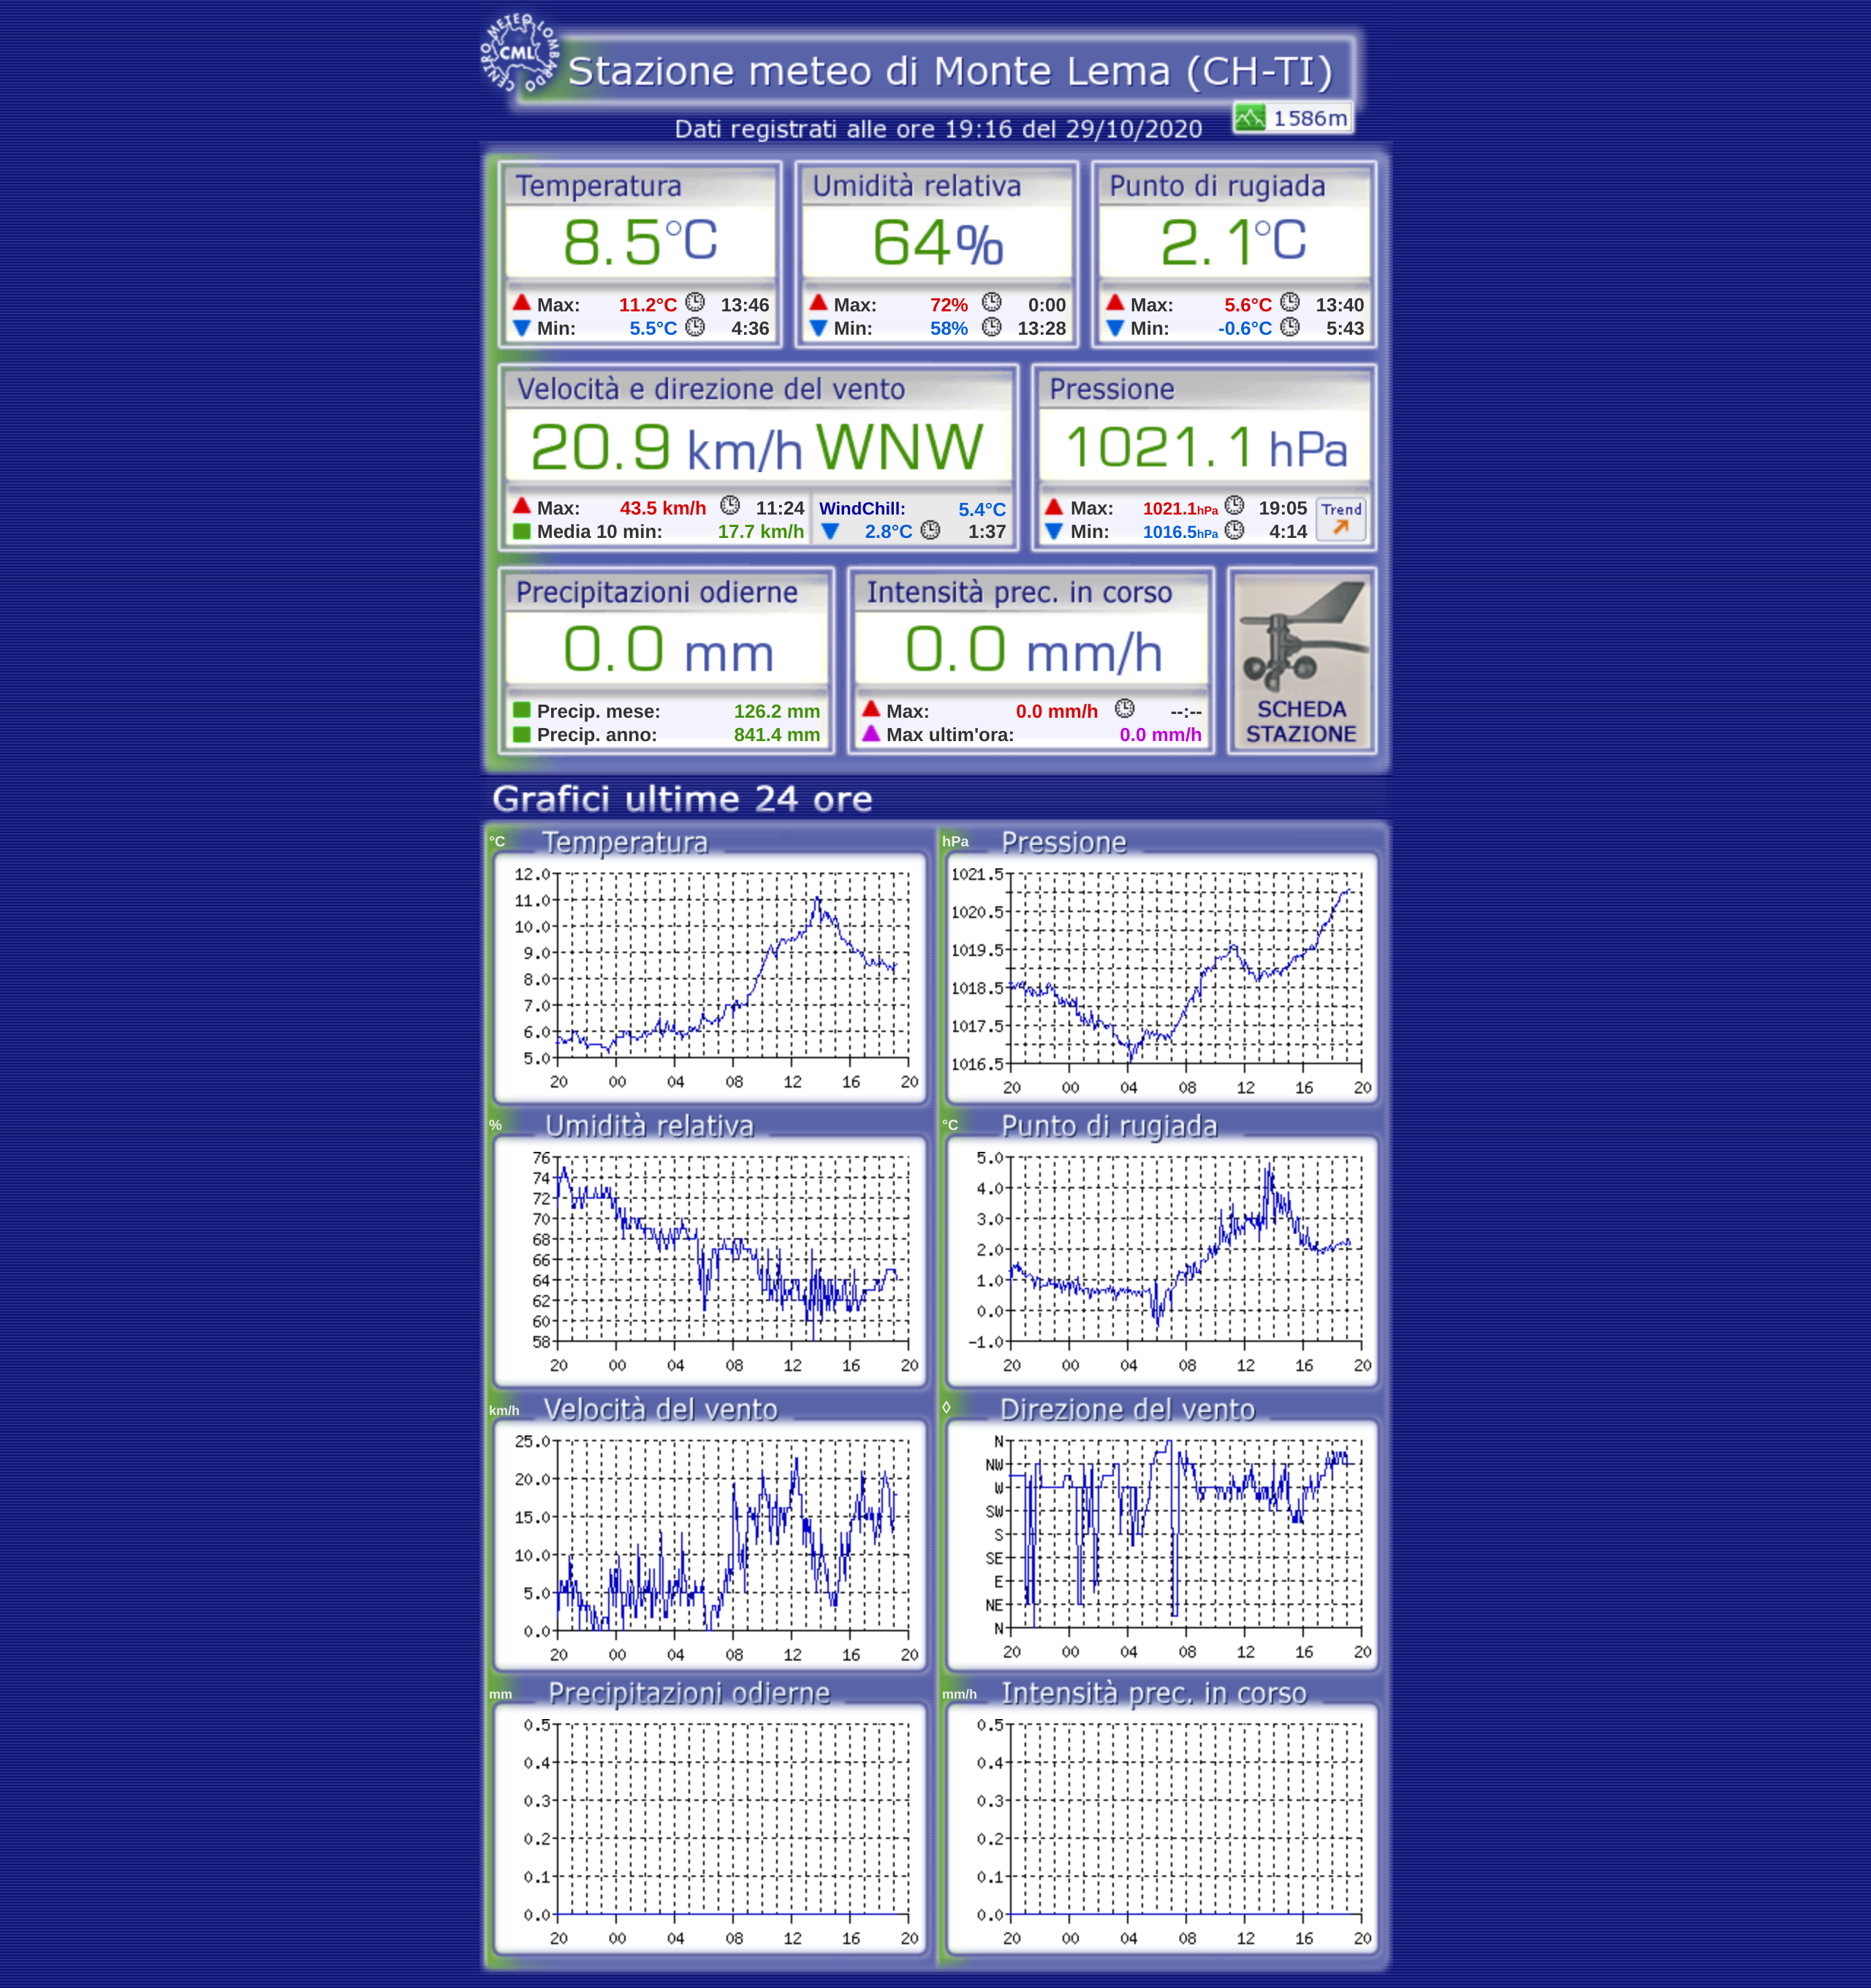 CENTRO METEO LOMBARDO
CML
Stazione meteo di Monte Lema (CH-TI)
1586m
Dati registrati alle ore 19:16 del 29/10/2020
Temperatura
8.5°C
Max: 11.2°C 13:46
Min: 5.5°C 4:36
Umidità relativa
64%
Max: 72% 0:00
Min: 58% 13:28
Punto di rugiada
2.1°C
Max: 5.6°C 13:40
Min: -0.6°C 5:43
Velocità e direzione del vento
20.9 km/h WNW
Max: 43.5 km/h 11:24
Media 10 min: 17.7 km/h
WindChill: 5.4°C
2.8°C 1:37
Pressione
1021.1 hPa
Max: 1021.1hPa 19:05
Min: 1016.5hPa 4:14
Trend
Precipitazioni odierne
0.0 mm
Precip. mese: 126.2 mm
Precip. anno: 841.4 mm
Intensità prec. in corso
0.0 mm/h
Max: 0.0 mm/h --:--
Max ultim'ora: 0.0 mm/h
SCHEDA
STAZIONE
Grafici ultime 24 ore
°C Temperatura
12.0
11.0
10.0
9.0
8.0
7.0
6.0
5.0
20 00 04 08 12 16 20
hPa Pressione
1021.5
1020.5
1019.5
1018.5
1017.5
1016.5
20 00 04 08 12 16 20
% Umidità relativa
76
74
72
70
68
66
64
62
60
58
20 00 04 08 12 16 20
°C Punto di rugiada
5.0
4.0
3.0
2.0
1.0
0.0
-1.0
20 00 04 08 12 16 20
km/h Velocità del vento
25.0
20.0
15.0
10.0
5.0
0.0
20 00 04 08 12 16 20
◊ Direzione del vento
N
NW
W
SW
S
SE
E
NE
N
20 00 04 08 12 16 20
mm Precipitazioni odierne
0.5
0.4
0.3
0.2
0.1
0.0
20 00 04 08 12 16 20
mm/h Intensità prec. in corso
0.5
0.4
0.3
0.2
0.1
0.0
20 00 04 08 12 16 20